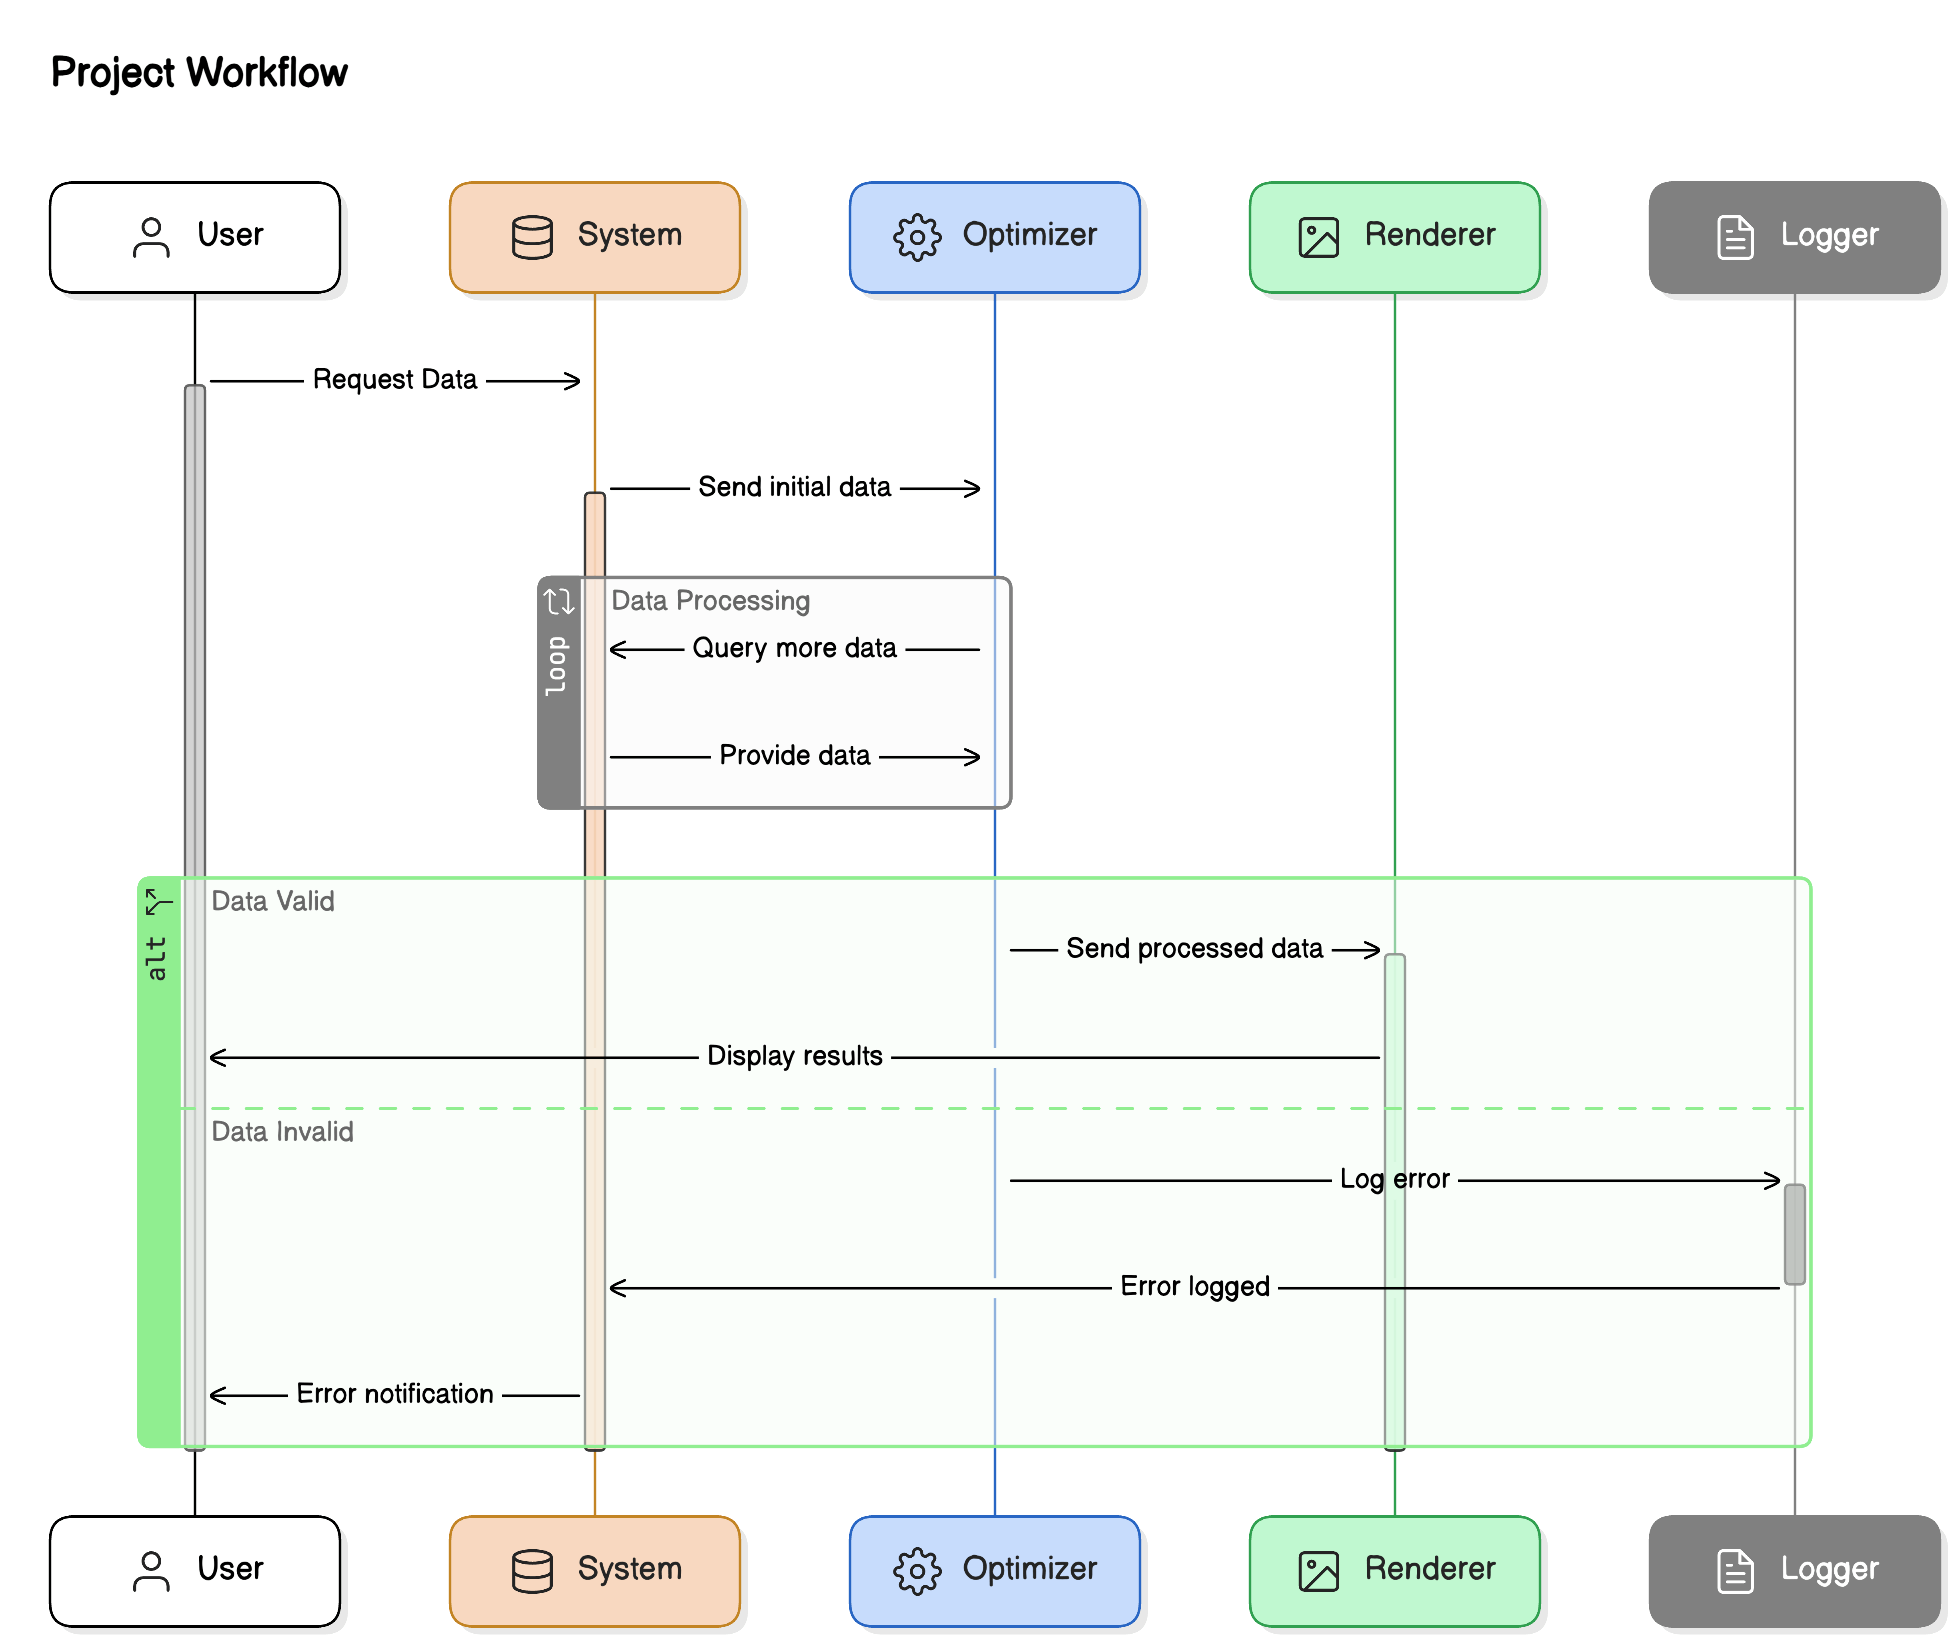 Project Workflow
User
System
Optimizer
Renderer
Logger
Request Data
Send initial data
loop
Data Processing
Query more data
Provide data
alt
Data Valid
Send processed data
Display results
Data Invalid
Log error
Error logged
Error notification
User
System
Optimizer
Renderer
Logger